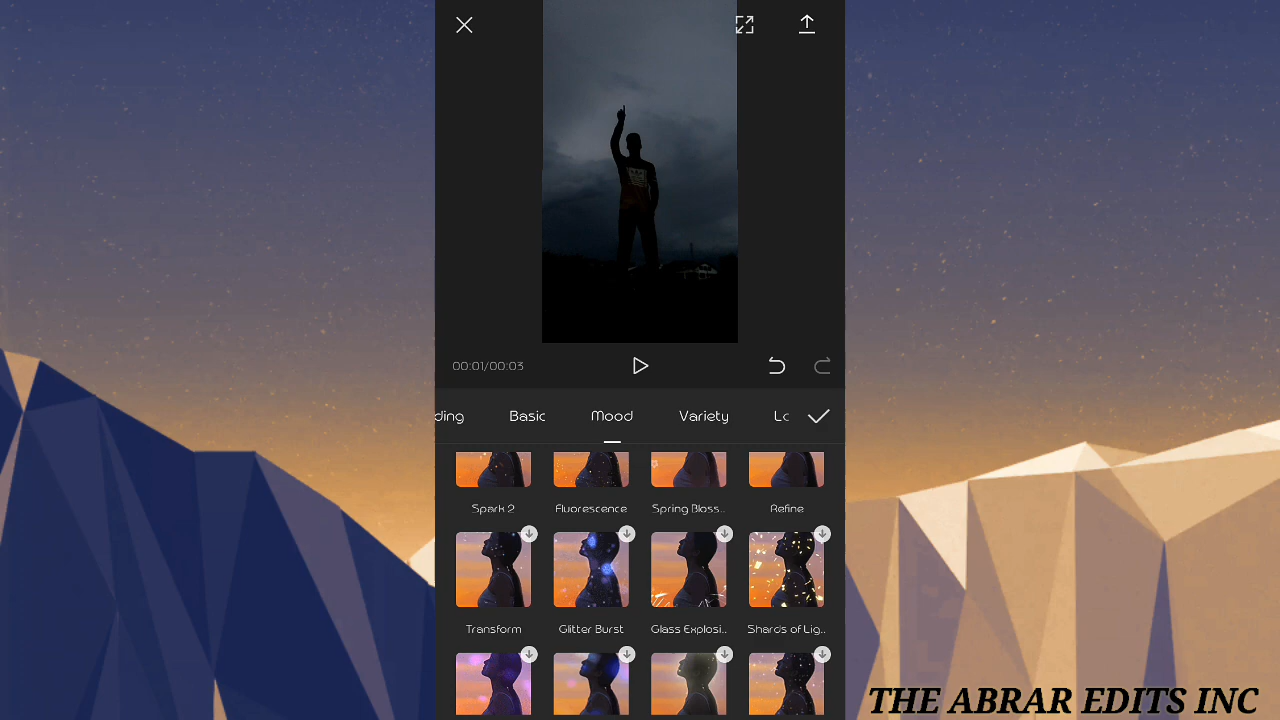 00:01/00:03
ding Basic Mood Variety Lc
Spark 2 Fluorescence Spring Bloss.. Refine
Transform Glitter Burst Glass Explosi.. Shards of Lig..
THE ABRAR EDITS INC